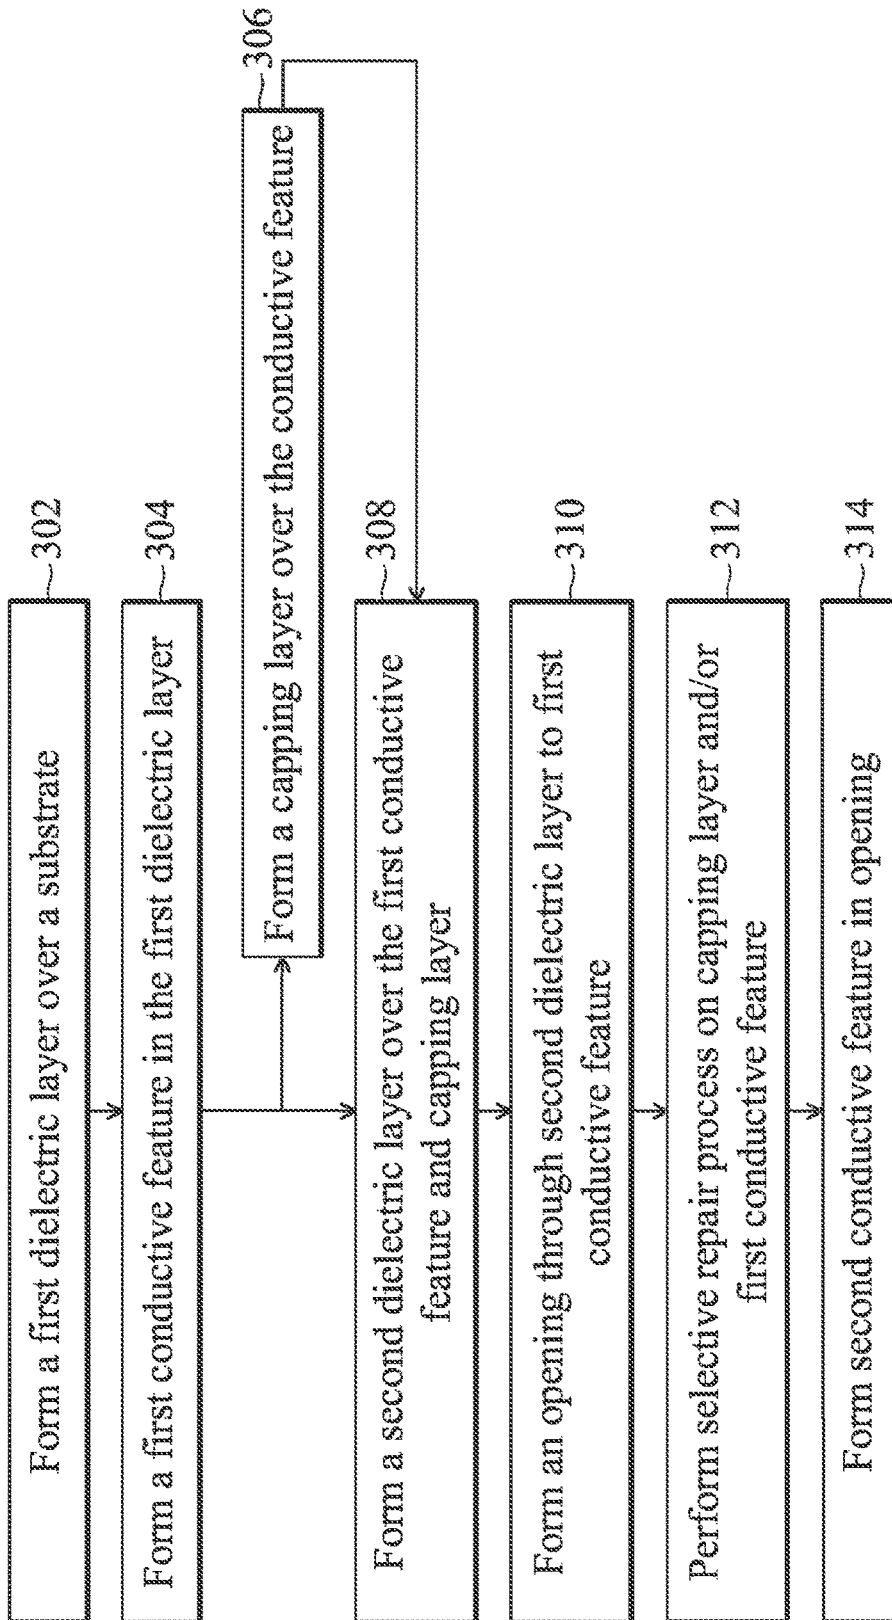 Form a first dielectric layer over a substrate
302
Form a first conductive feature in the first dielectric layer
304
Form a capping layer over the conductive feature
306
Form a second dielectric layer over the first conductive
feature and capping layer
308
Form an opening through second dielectric layer to first
conductive feature
310
Perform selective repair process on capping layer and/or
first conductive feature
312
Form second conductive feature in opening
314